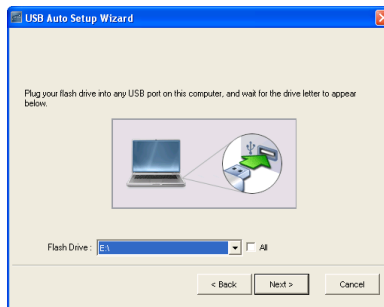 USB Auto Setup Wizard
Plug your flash drive into any USB port on this computer, and wait for the drive letter to appear
below.
Flash Drive : E:\ All
< Back Next > Cancel